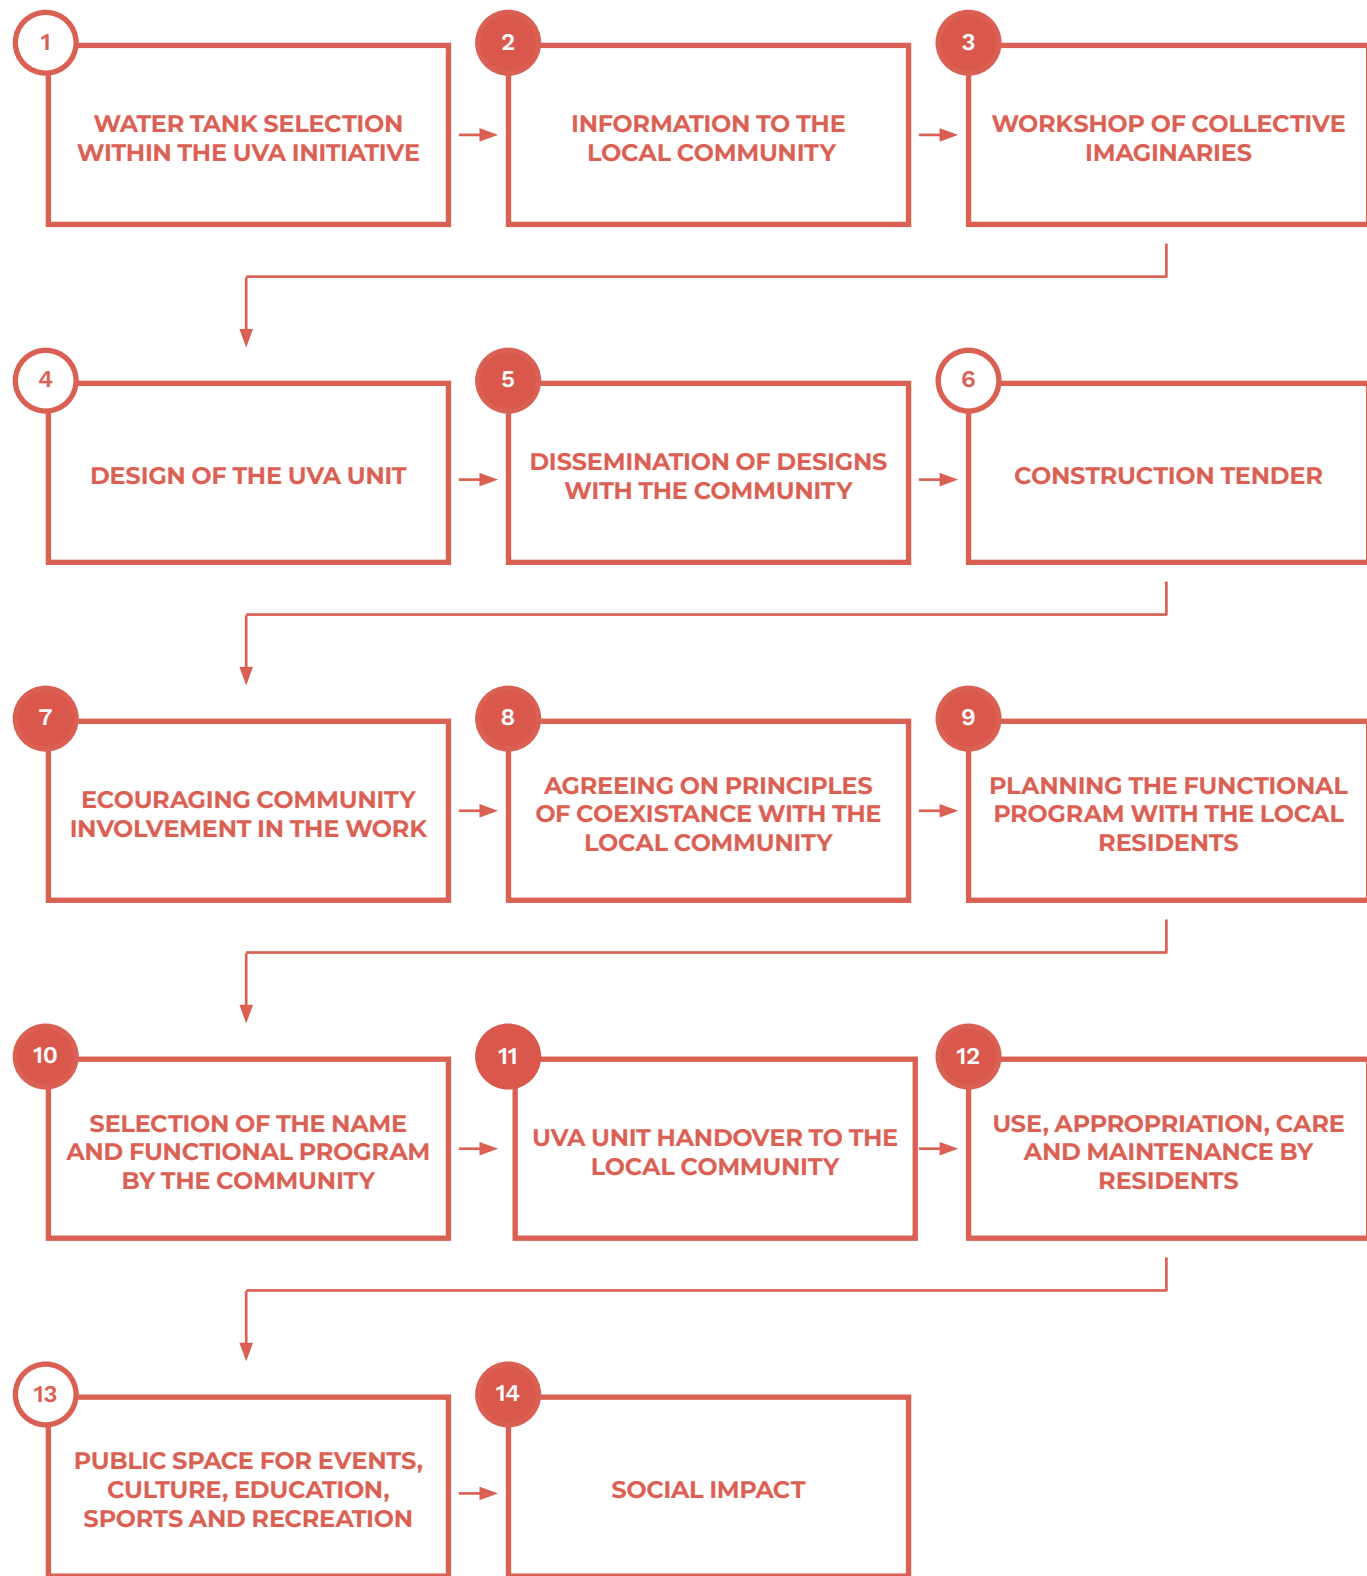 1
WATER TANK SELECTION
WITHIN THE UVA INITIATIVE
2
INFORMATION TO THE
LOCAL COMMUNITY
3
WORKSHOP OF COLLECTIVE
IMAGINARIES
4
DESIGN OF THE UVA UNIT
5
DISSEMINATION OF DESIGNS
WITH THE COMMUNITY
6
CONSTRUCTION TENDER
7
ECOURAGING COMMUNITY
INVOLVEMENT IN THE WORK
8
AGREEING ON PRINCIPLES
OF COEXISTANCE WITH THE
LOCAL COMMUNITY
9
PLANNING THE FUNCTIONAL
PROGRAM WITH THE LOCAL
RESIDENTS
10
SELECTION OF THE NAME
AND FUNCTIONAL PROGRAM
BY THE COMMUNITY
11
UVA UNIT HANDOVER TO THE
LOCAL COMMUNITY
12
USE, APPROPRIATION, CARE
AND MAINTENANCE BY
RESIDENTS
13
PUBLIC SPACE FOR EVENTS,
CULTURE, EDUCATION,
SPORTS AND RECREATION
14
SOCIAL IMPACT